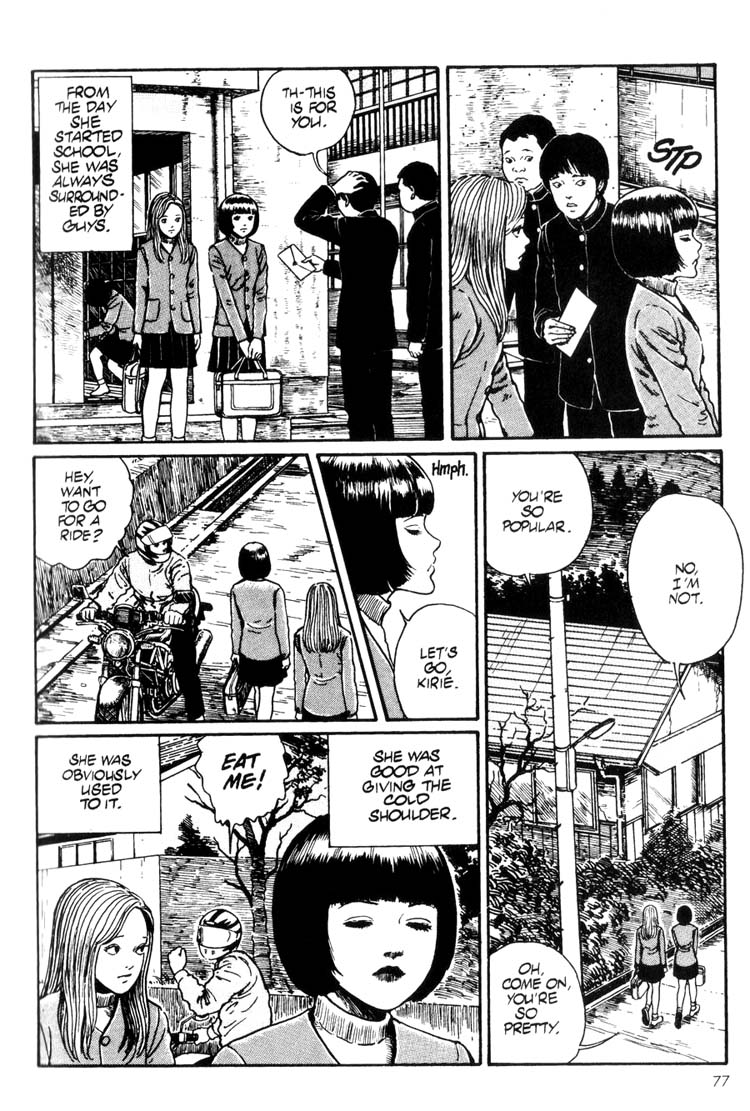 FROM
THE DAY
SHE
STARTED
SCHOOL,
SHE WAS
ALWAYS
SURROUND-
ED BY
GUYS.
TH-THIS
IS FOR
YOU.
STP
HEY,
WANT
TO GO
FOR A
RIDE?
Hmph.
LET'S
GO,
KIRIE.
YOU'RE
SO
POPULAR.
NO,
I'M
NOT.
SHE WAS
OBVIOUSLY
USED
TO IT.
EAT
ME!
SHE WAS
GOOD AT
GIVING THE
COLD
SHOULDER.
OH,
COME ON,
YOU'RE
SO
PRETTY.
77